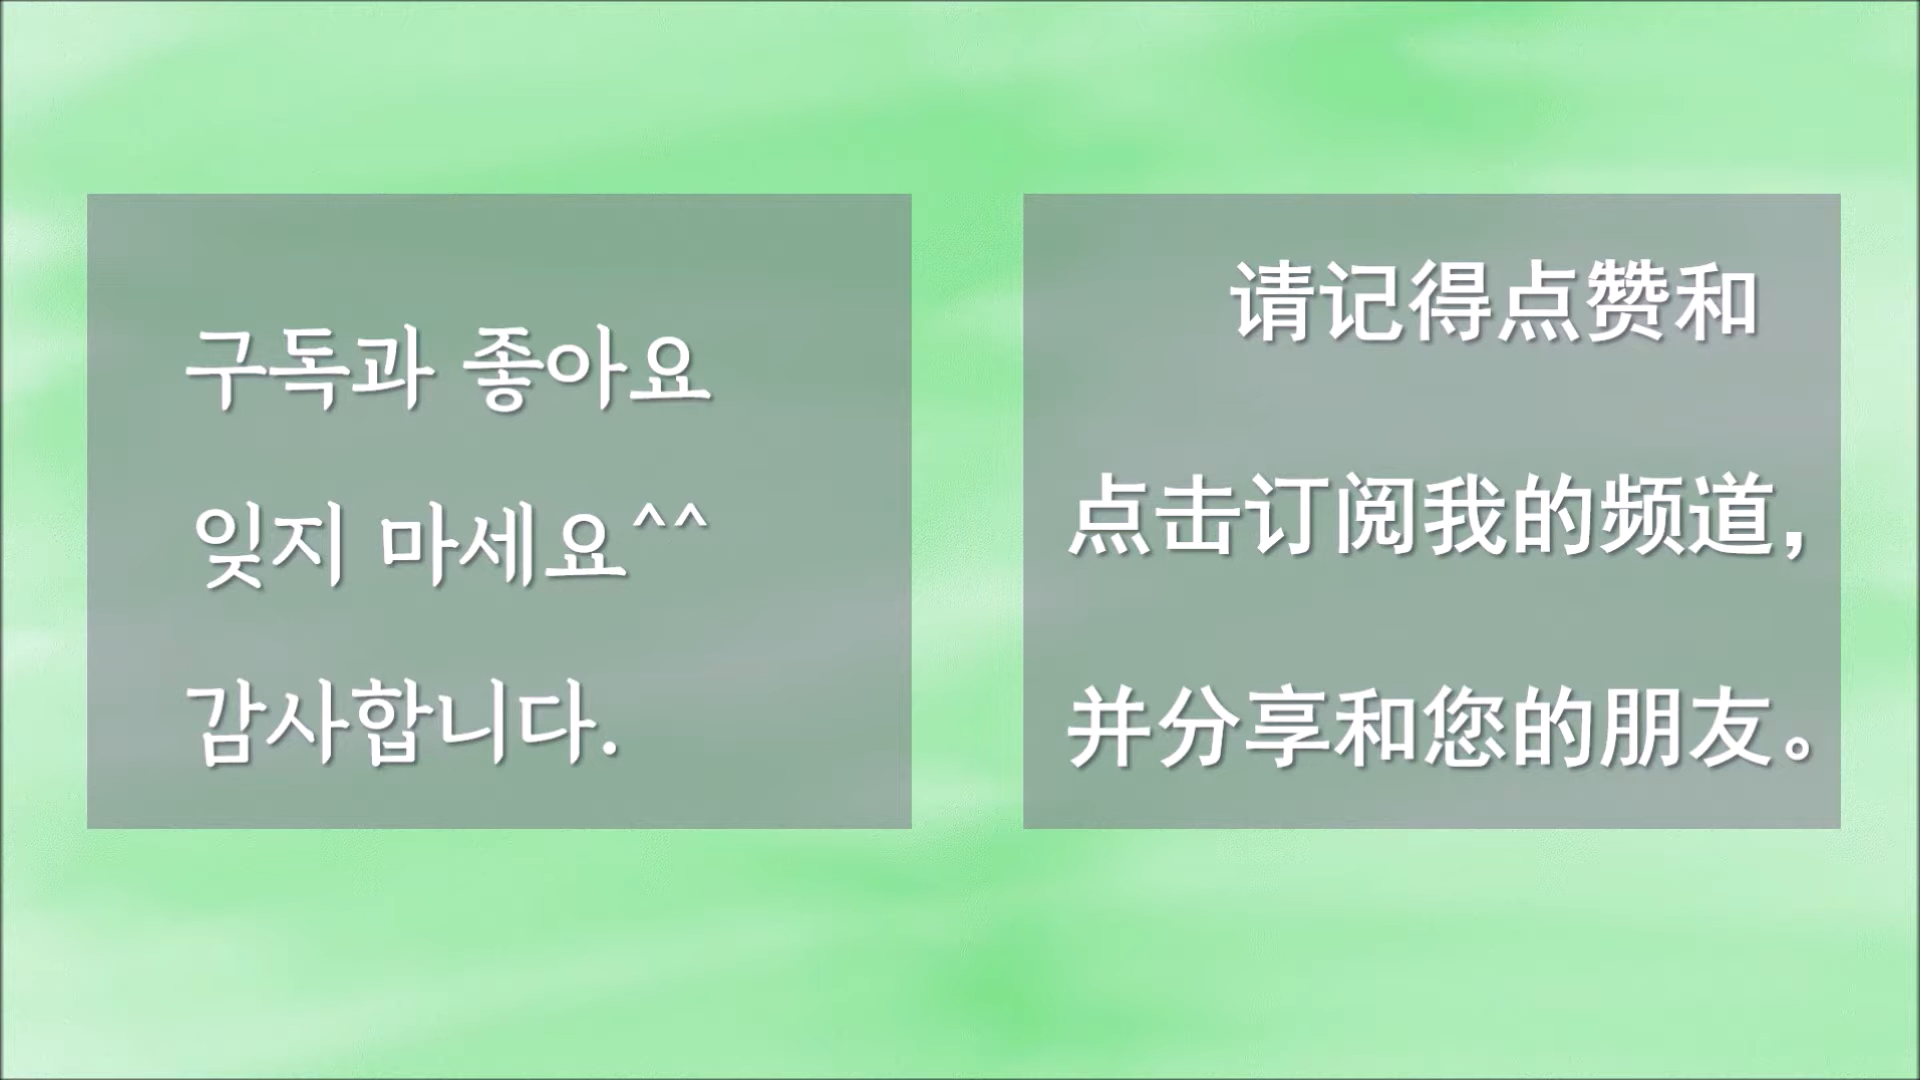 구독과 좋아요
잊지 마세요^^
감사합니다.
请记得点赞和
点击订阅我的频道，
并分享和您的朋友。